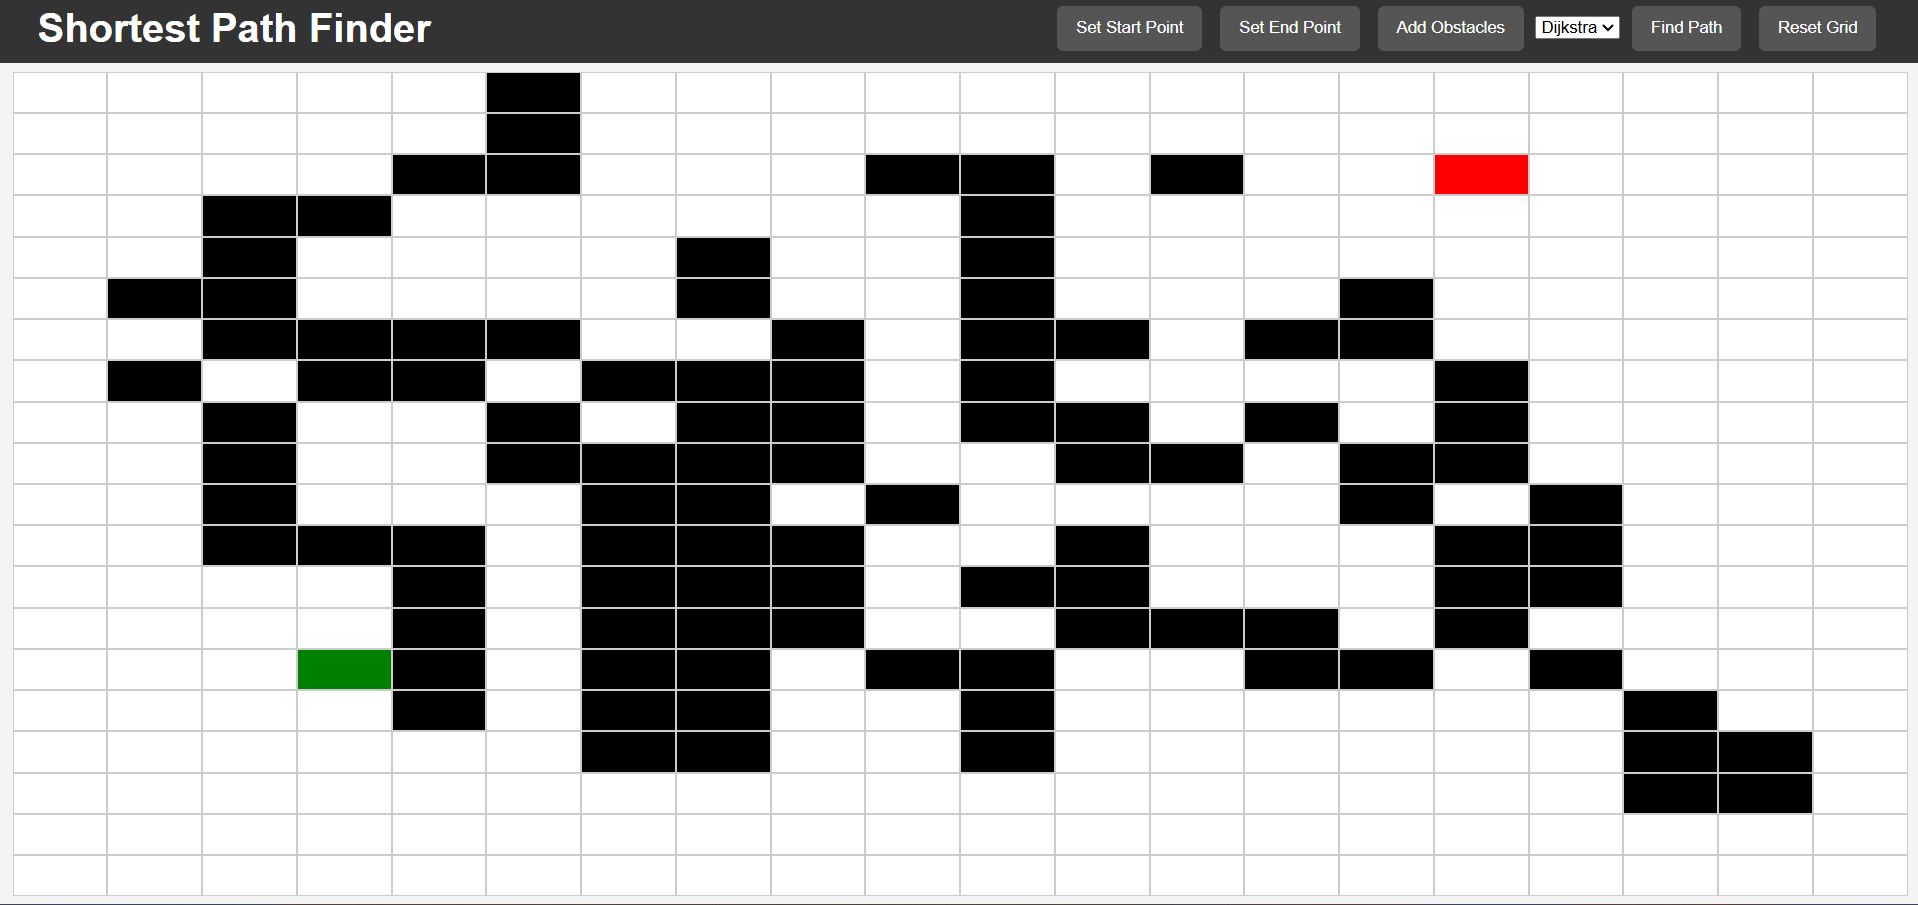 Shortest Path Finder
Set Start Point Set End Point Add Obstacles Dijkstra Find Path Reset Grid